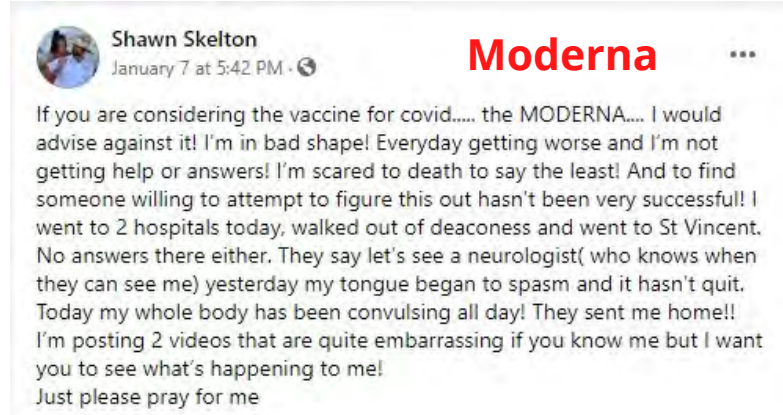 Shawn Skelton
Moderna
January 7 at 5:42 PM ·
If you are considering the vaccine for covid..... the MODERNA.... I would
advise against it! I'm in bad shape! Everyday getting worse and I'm not
getting help or answers! I'm scared to death to say the least! And to find
someone willing to attempt to figure this out hasn't been very successful! I
went to 2 hospitals today, walked out of deaconess and went to St Vincent.
No answers there either. They say let's see a neurologist( who knows when
they can see me) yesterday my tongue began to spasm and it hasn't quit.
Today my whole body has been convulsing all day! They sent me home!!
I'm posting 2 videos that are quite embarrassing if you know me but I want
you to see what's happening to me!
Just please pray for me